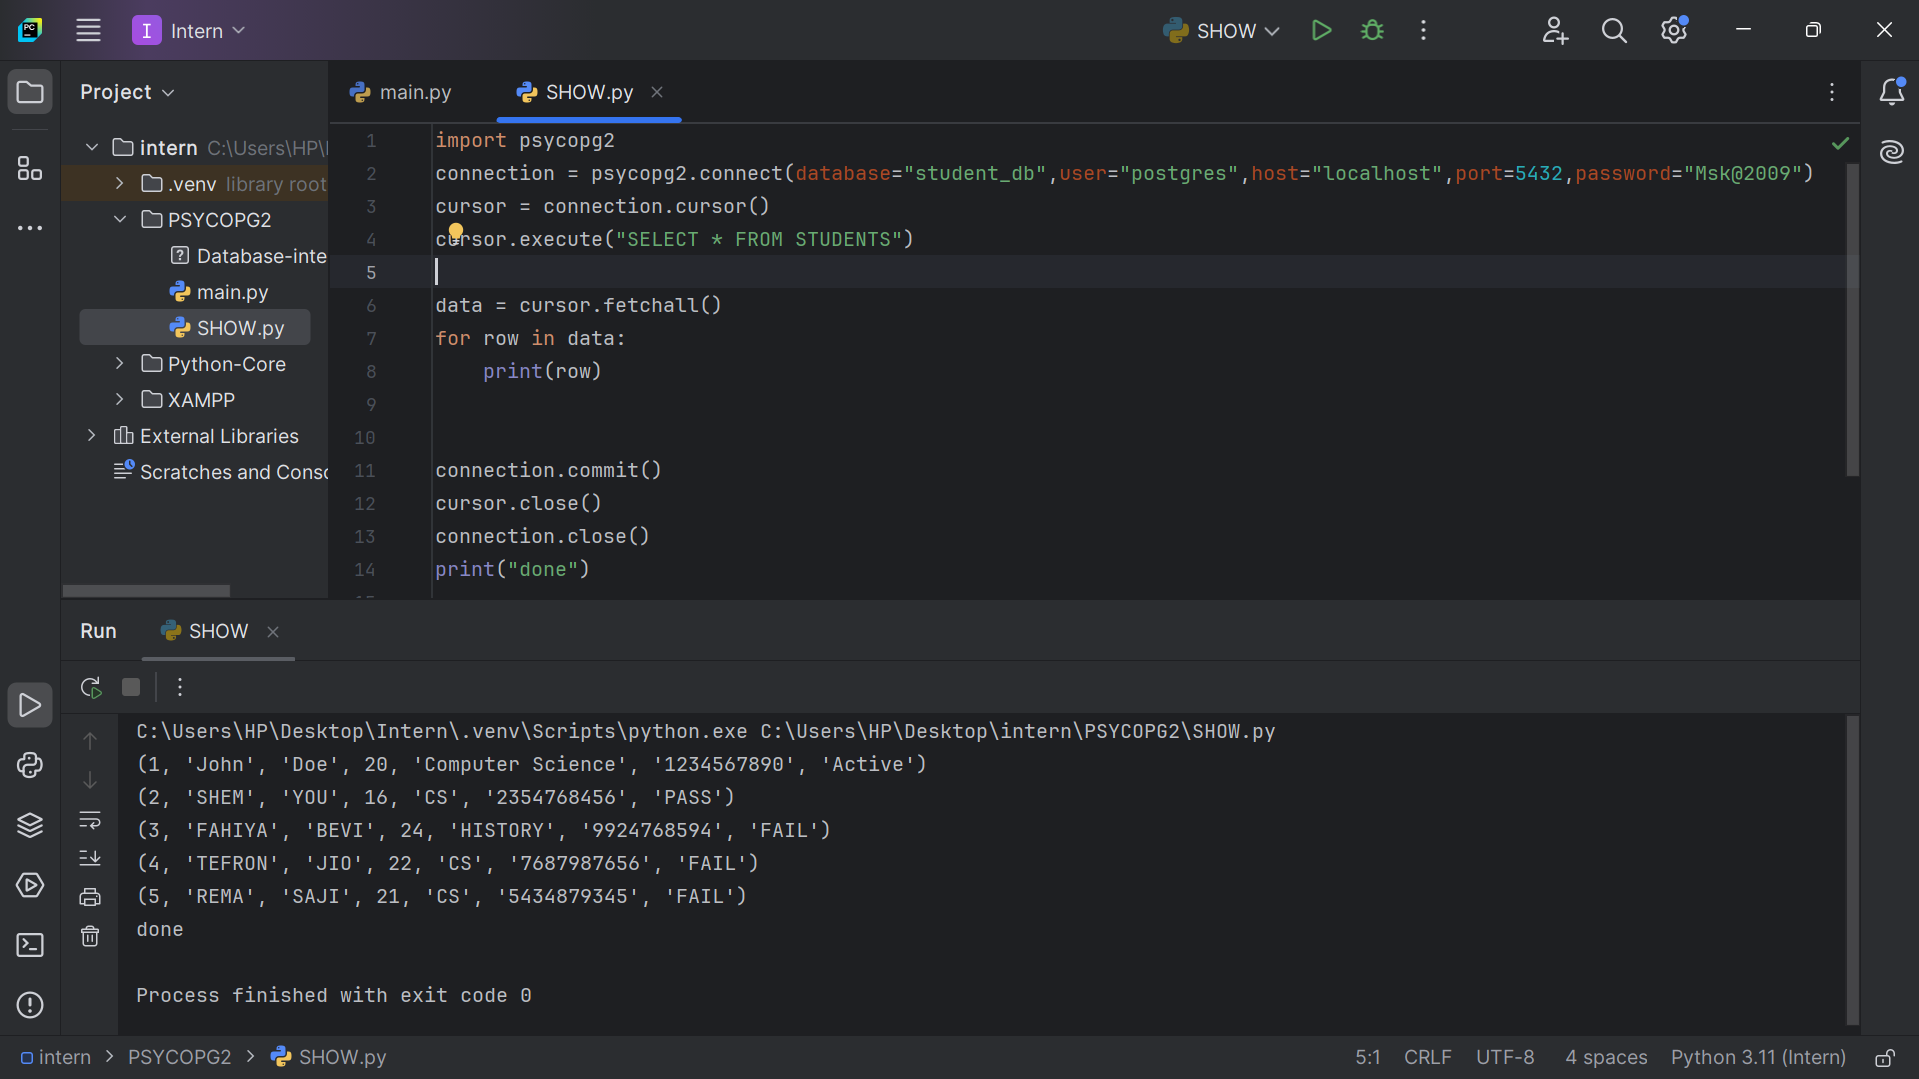 PC
I Intern
SHOW
Project
main.py
SHOW.py
intern C:\Users\HP\
.venv library root
PSYCOPG2
Database-inte
main.py
SHOW.py
Python-Core
XAMPP
External Libraries
Scratches and Consc
1 import psycopg2
2 connection = psycopg2.connect(database="student_db",user="postgres",host="localhost",port=5432,password="Msk@2009")
3 cursor = connection.cursor()
4 cursor.execute("SELECT * FROM STUDENTS")
5
6 data = cursor.fetchall()
7 for row in data:
8 print(row)
9
10
11 connection.commit()
12 cursor.close()
13 connection.close()
14 print("done")
Run SHOW
C:\Users\HP\Desktop\Intern\.venv\Scripts\python.exe C:\Users\HP\Desktop\intern\PSYCOPG2\SHOW.py
(1, 'John', 'Doe', 20, 'Computer Science', '1234567890', 'Active')
(2, 'SHEM', 'YOU', 16, 'CS', '2354768456', 'PASS')
(3, 'FAHIYA', 'BEVI', 24, 'HISTORY', '9924768594', 'FAIL')
(4, 'TEFRON', 'JIO', 22, 'CS', '7687987656', 'FAIL')
(5, 'REMA', 'SAJI', 21, 'CS', '5434879345', 'FAIL')
done
Process finished with exit code 0
intern > PSYCOPG2 > SHOW.py
5:1 CRLF UTF-8 4 spaces Python 3.11 (Intern)